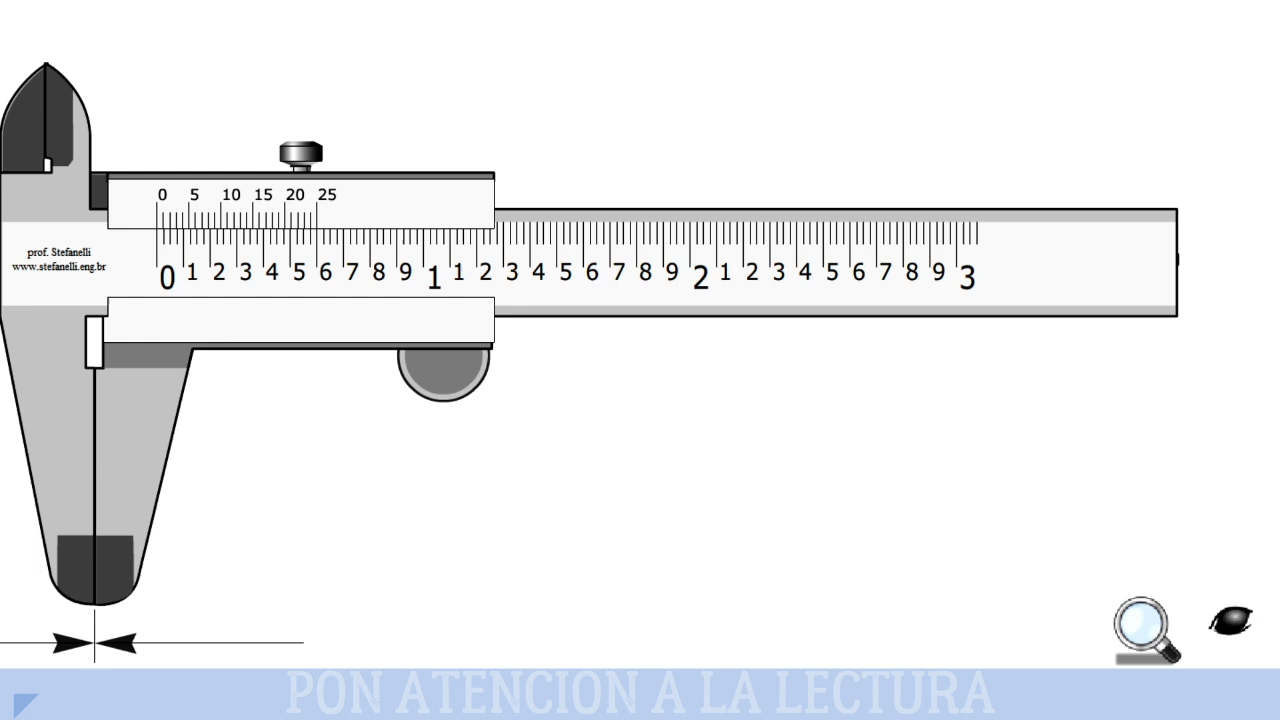 0 5 10 15 20 25
prof. Stefanelli
www.stefanelli.eng.br
0 1 2 3 4 5 6 7 8 9 1 1 2 3 4 5 6 7 8 9 2 1 2 3 4 5 6 7 8 9 3
PON ATENCION A LA LECTURA